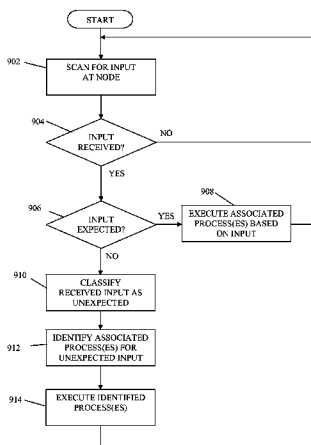 START
902
SCAN FOR INPUT
AT NODE
904
INPUT
RECEIVED?
NO
YES
906
INPUT
EXPECTED?
YES
908
EXECUTE ASSOCIATED
PROCESS(ES) BASED
ON INPUT
NO
910
CLASSIFY
RECEIVED INPUT AS
UNEXPECTED
912
IDENTIFY ASSOCIATED
PROCESS(ES) FOR
UNEXPECTED INPUT
914
EXECUTE IDENTIFIED
PROCESS(ES)